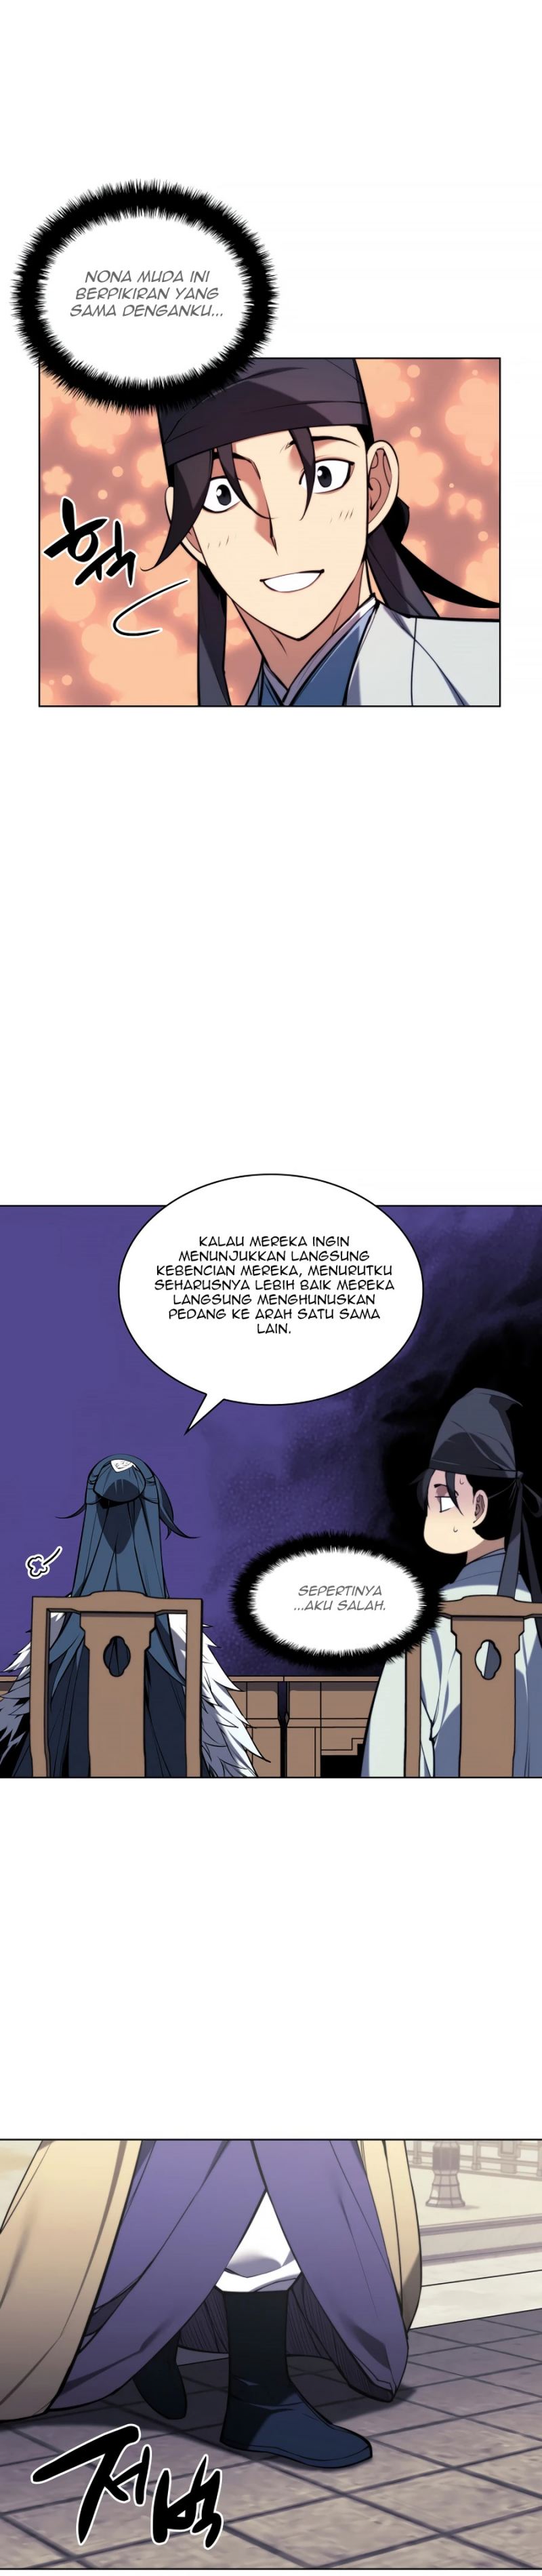 NONA MUDA INI
BERPIKIRAN YANG
SAMA DENGANKU...
KALAU MEREKA INGIN
MENUNJUKKAN LANGSUNG
KEBENCIAN MEREKA, MENURUTKU
SEHARUSNYA LEBIH BAIK MEREKA
LANGSUNG MENGHUNUSKAN
PEDANG KE ARAH SATU SAMA
LAIN.
SEPERTINYA
...AKU SALAH.
저벅